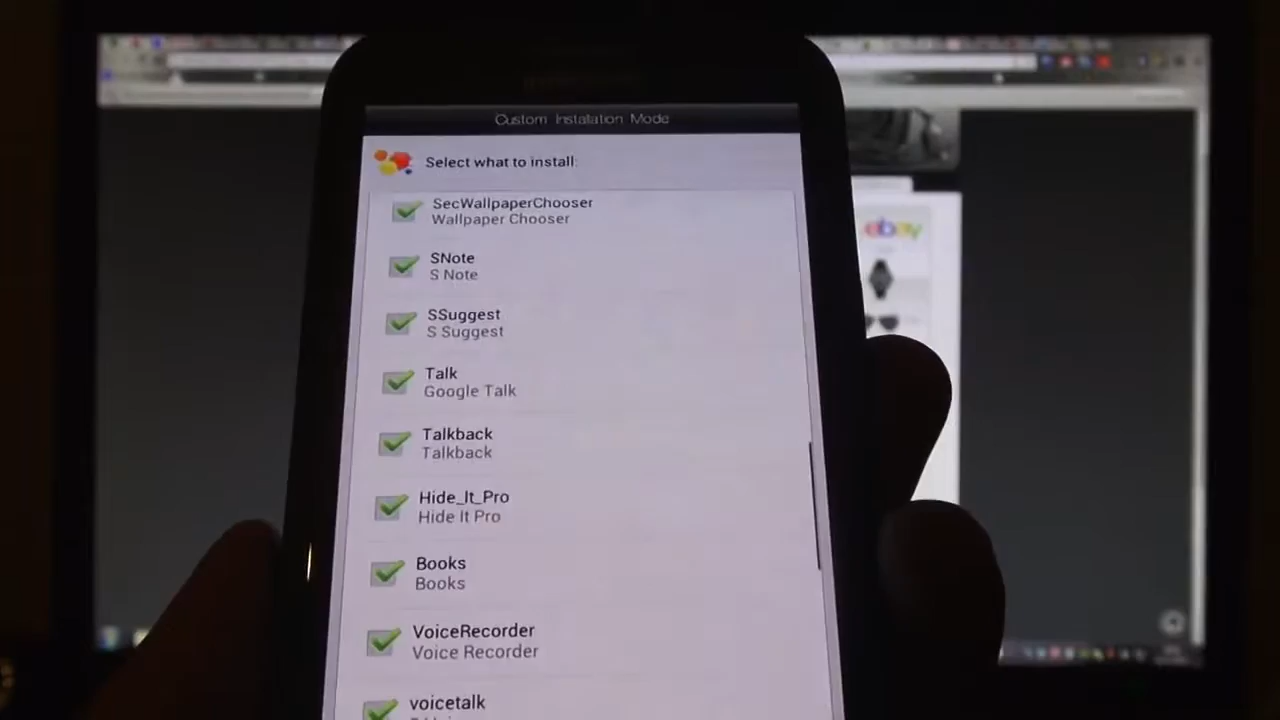 Custom Installation Mode
Select what to install:
SecWallpaperChooser
Wallpaper Chooser
SNote
S Note
SSuggest
S Suggest
Talk
Google Talk
Talkback
Talkback
Hide_It_Pro
Hide It Pro
Books
Books
VoiceRecorder
Voice Recorder
voicetalk
ebay